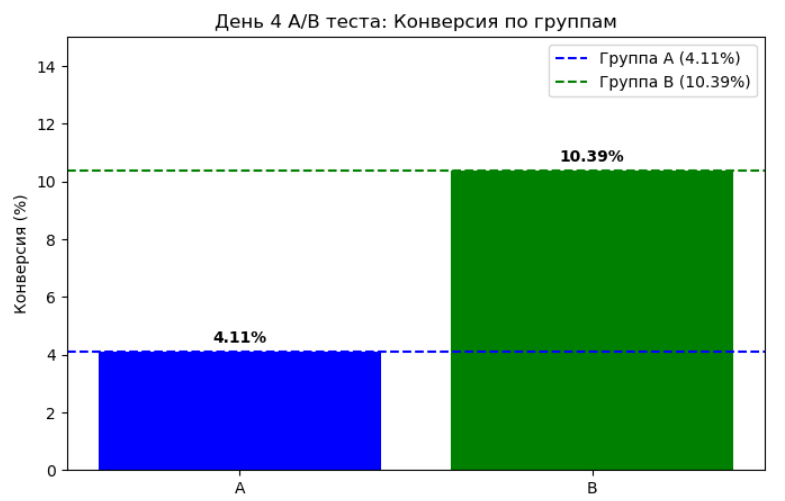 День 4 A/B теста: Конверсия по группам
Группа A (4.11%)
Группа B (10.39%)
Конверсия (%)
14
12
10
8
6
4
2
0
10.39%
4.11%
A
B